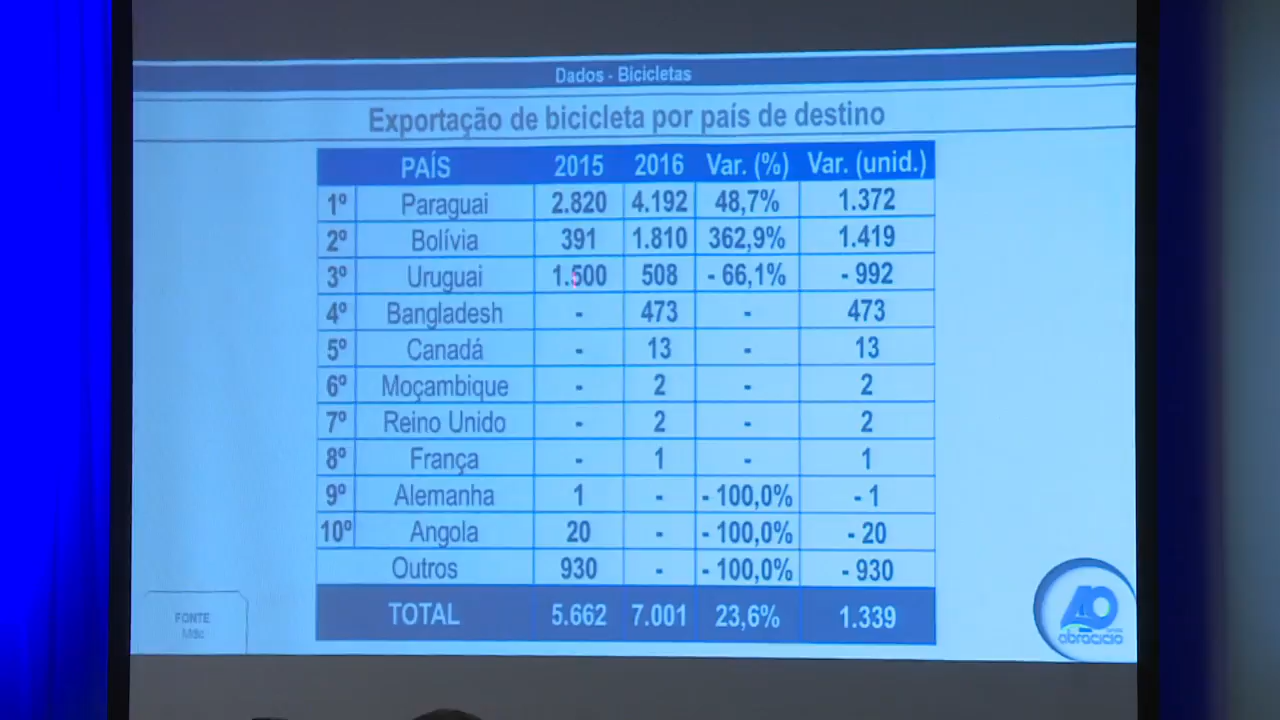 Dados - Bicicletas
Exportação de bicicleta por país de destino
PAÍS 2015 2016 Var. (%) Var. (unid.)
1º Paraguai 2.820 4.192 48,7% 1.372
2º Bolívia 391 1.810 362,9% 1.419
3º Uruguai 1.500 508 - 66,1% - 992
4º Bangladesh - 473 - 473
5º Canadá - 13 - 13
6º Moçambique - 2 - 2
7º Reino Unido - 2 - 2
8º França - 1 - 1
9º Alemanha 1 - - 100,0% - 1
10º Angola 20 - - 100,0% - 20
Outros 930 - - 100,0% - 930
TOTAL 5.662 7.001 23,6% 1.339
FONTE
abraciclo